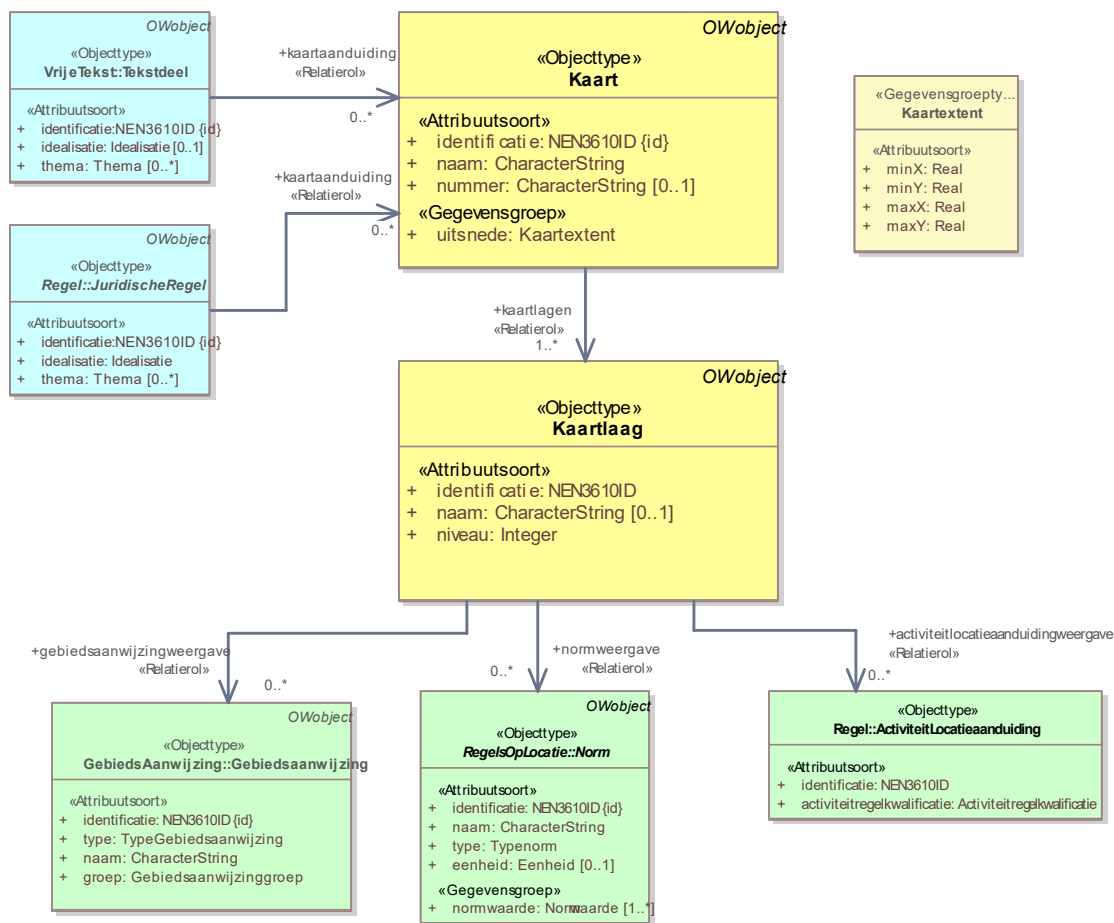 OWobject
«Objecttype»
VrijeTekst::Tekstdeel
«Attribuutsoort»
+ identificatie:NEN3610ID {id}
+ idealisatie: Idealisatie [0..1]
+ thema: Thema [0..*]
+kaartaanduiding
«Relatierol»
0..*
OWobject
«Objecttype»
Kaart
«Attribuutsoort»
+ identificatie: NEN3610ID {id}
+ naam: CharacterString
+ nummer: CharacterString [0..1]
«Gegevensgroep»
+ uitsnede: Kaartextent
«Gegevensgroepty...
Kaartextent
«Attribuutsoort»
+ minX: Real
+ minY: Real
+ maxX: Real
+ maxY: Real
+kaartaanduiding
«Relatierol»
0..*
OWobject
«Objecttype»
Regel::JuridischeRegel
«Attribuutsoort»
+ identificatie:NEN3610ID {id}
+ idealisatie: Idealisatie
+ thema: Thema [0..*]
+kaartlagen
«Relatierol»
1..*
OWobject
«Objecttype»
Kaartlaag
«Attribuutsoort»
+ identificatie: NEN3610ID
+ naam: CharacterString [0..1]
+ niveau: Integer
+gebiedsaanwijzingweergave
«Relatierol»
0..*
+normweergave
«Relatierol»
0..*
+activiteitlocatieaanduidingweergave
«Relatierol»
0..*
OWobject
«Objecttype»
GebiedsAanwijzing::Gebiedsaanwijzing
«Attribuutsoort»
+ identificatie: NEN3610ID {id}
+ type: TypeGebiedsaanwijzing
+ naam: CharacterString
+ groep: Gebiedsaanwijzinggroep
OWobject
«Objecttype»
RegelsOpLocatie::Norm
«Attribuutsoort»
+ identificatie: NEN3610ID {id}
+ naam: CharacterString
+ type: Typenorm
+ eenheid: Eenheid [0..1]
«Gegevensgroep»
+ normwaarde: Normwaarde [1..*]
«Objecttype»
Regel::ActiviteitLocatieaanduiding
«Attribuutsoort»
+ identificatie: NEN3610ID
+ activiteitregelkwalificatie: Activiteitregelkwalificatie